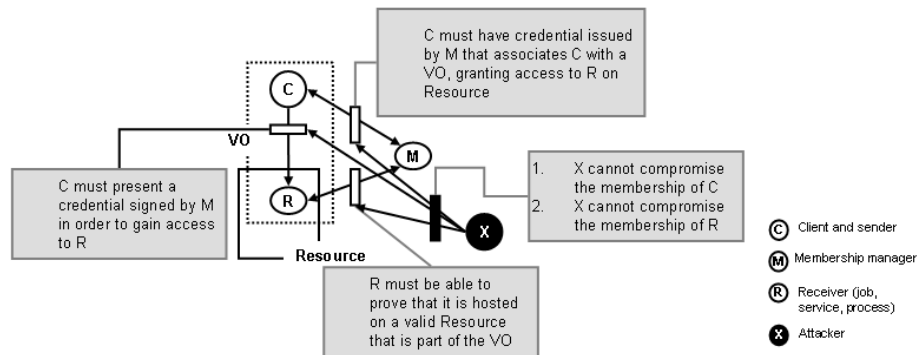 C must have credential issued
by M that associates C with a
VO, granting access to R on
Resource
C
VO
M
C must present a
credential signed by M
in order to gain access
to R
R
1. X cannot compromise
the membership of C
2. X cannot compromise
the membership of R
X
Resource
R must be able to
prove that it is hosted
on a valid Resource
that is part of the VO
C Client and sender
M Membership manager
R Receiver (job,
service, process)
X Attacker